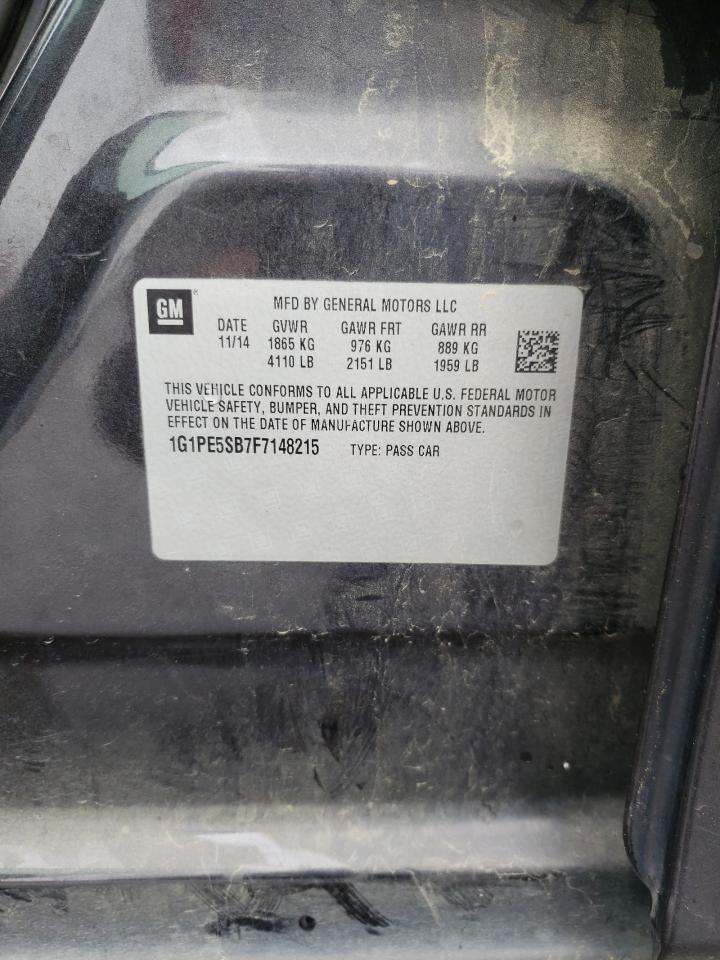 GM® MFD BY GENERAL MOTORS LLC
DATE GVWR GAWR FRT GAWR RR
11/14 1865 KG 976 KG 889 KG
4110 LB 2151 LB 1959 LB
THIS VEHICLE CONFORMS TO ALL APPLICABLE U.S. FEDERAL MOTOR
VEHICLE SAFETY, BUMPER, AND THEFT PREVENTION STANDARDS IN
EFFECT ON THE DATE OF MANUFACTURE SHOWN ABOVE.
1G1PE5SB7F7148215 TYPE: PASS CAR